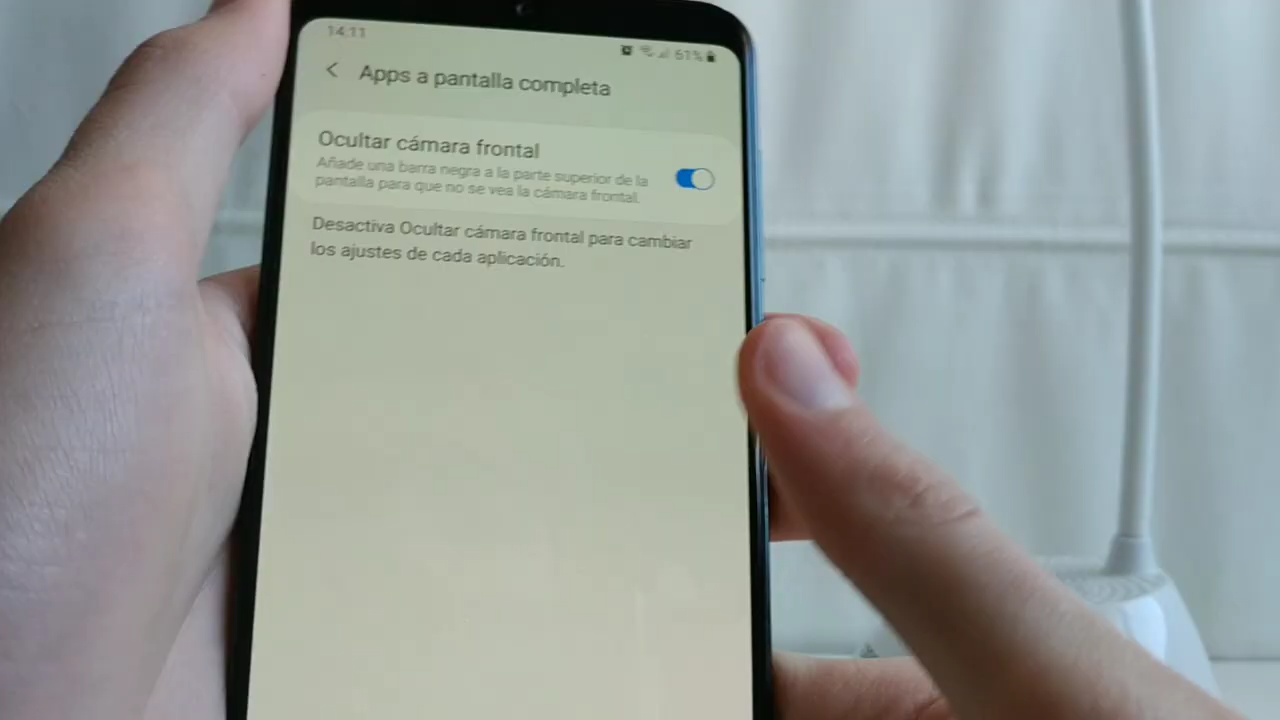 14:11
61%
Apps a pantalla completa
Ocultar cámara frontal
Añade una barra negra a la parte superior de la
pantalla para que no se vea la cámara frontal.
Desactiva Ocultar cámara frontal para cambiar
los ajustes de cada aplicación.